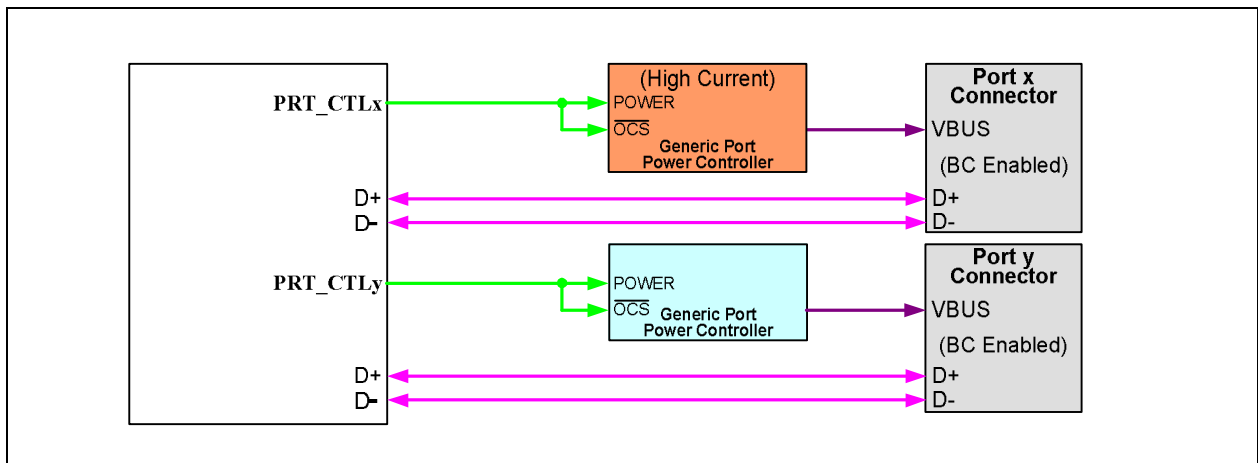 PRT_CTLx
D+
D-
PRT_CTLy
D+
D-
(High Current)
POWER
OCS
Generic Port
Power Controller
POWER
OCS
Generic Port
Power Controller
Port x
Connector
VBUS
(BC Enabled)
D+
D-
Port y
Connector
VBUS
(BC Enabled)
D+
D-